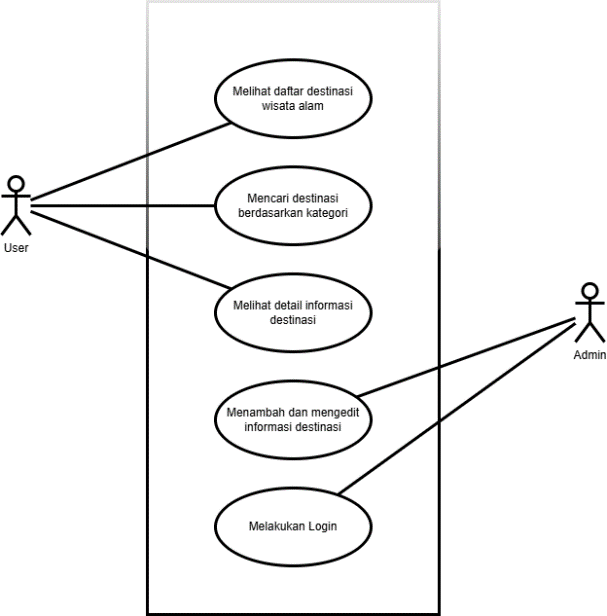 Melihat daftar destinasi
wisata alam
Mencari destinasi
berdasarkan kategori
User
Melihat detail informasi
destinasi
Admin
Menambah dan mengedit
informasi destinasi
Melakukan Login